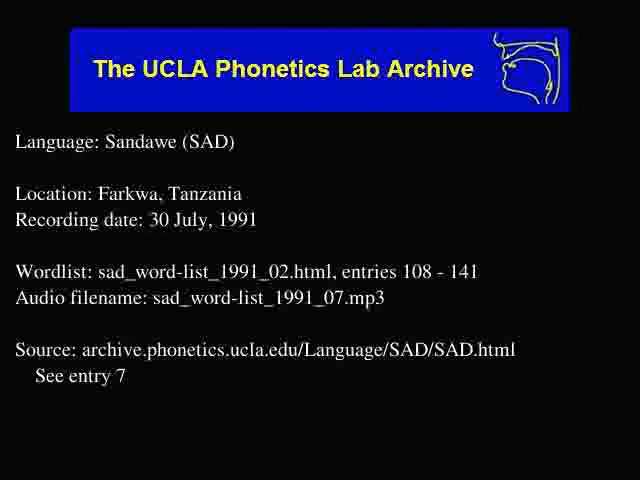 The UCLA Phonetics Lab Archive
Language: Sandawe (SAD)
Location: Farkwa, Tanzania
Recording date: 30 July, 1991
Wordlist: sad_word-list_1991_02.html, entries 108 - 141
Audio filename: sad_word-list_1991_07.mp3
Source: archive.phonetics.ucla.edu/Language/SAD/SAD.html
See entry 7